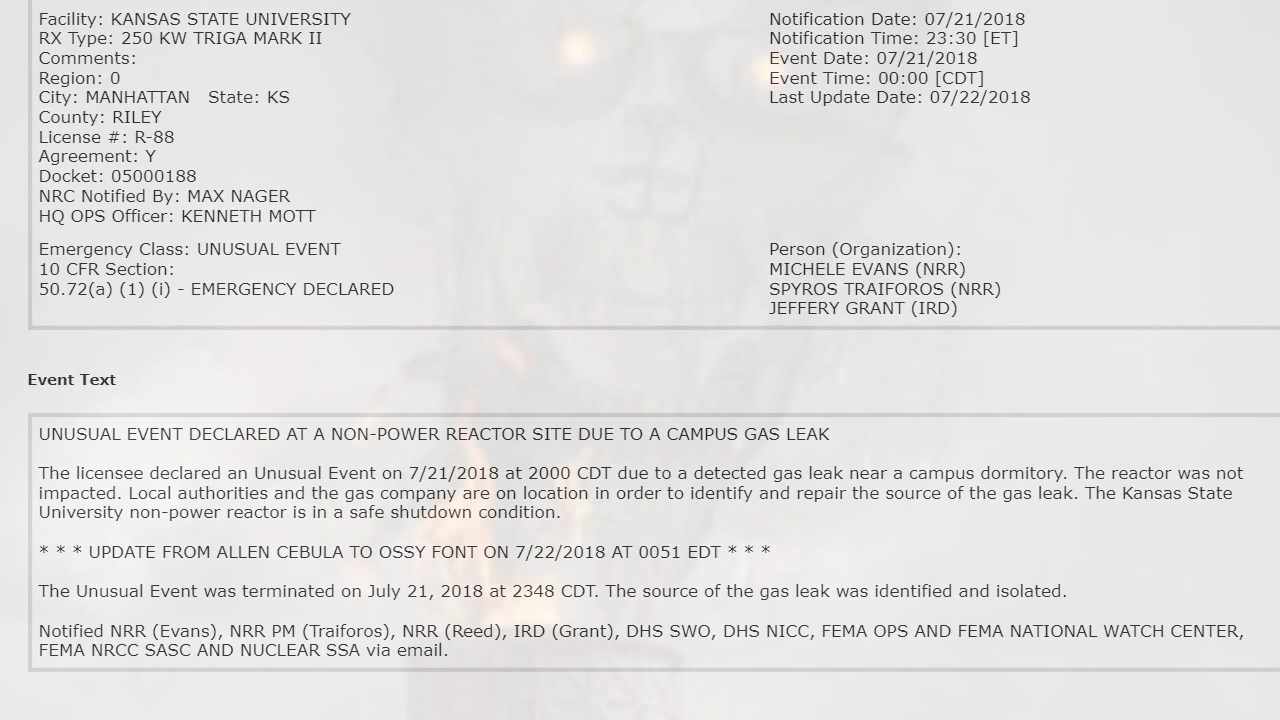 Facility: KANSAS STATE UNIVERSITY
RX Type: 250 KW TRIGA MARK II
Comments:
Region: 0
City: MANHATTAN State: KS
County: RILEY
License #: R-88
Agreement: Y
Docket: 05000188
NRC Notified By: MAX NAGER
HQ OPS Officer: KENNETH MOTT
Notification Date: 07/21/2018
Notification Time: 23:30 [ET]
Event Date: 07/21/2018
Event Time: 00:00 [CDT]
Last Update Date: 07/22/2018
Emergency Class: UNUSUAL EVENT
10 CFR Section:
50.72(a) (1) (i) - EMERGENCY DECLARED
Person (Organization):
MICHELE EVANS (NRR)
SPYROS TRAIFOROS (NRR)
JEFFERY GRANT (IRD)
Event Text
UNUSUAL EVENT DECLARED AT A NON-POWER REACTOR SITE DUE TO A CAMPUS GAS LEAK
The licensee declared an Unusual Event on 7/21/2018 at 2000 CDT due to a detected gas leak near a campus dormitory. The reactor was not
impacted. Local authorities and the gas company are on location in order to identify and repair the source of the gas leak. The Kansas State
University non-power reactor is in a safe shutdown condition.
* * * UPDATE FROM ALLEN CEBULA TO OSSY FONT ON 7/22/2018 AT 0051 EDT * * *
The Unusual Event was terminated on July 21, 2018 at 2348 CDT. The source of the gas leak was identified and isolated.
Notified NRR (Evans), NRR PM (Traiforos), NRR (Reed), IRD (Grant), DHS SWO, DHS NICC, FEMA OPS AND FEMA NATIONAL WATCH CENTER,
FEMA NRCC SASC AND NUCLEAR SSA via email.